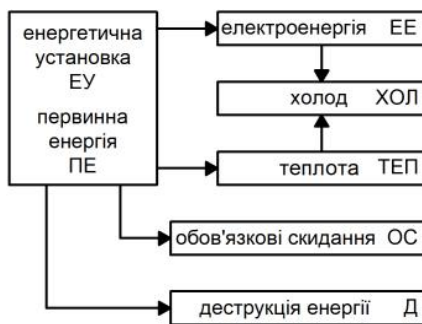 енергетична
установка
ЕУ
первинна
енергія
ПЕ
електроенергія ЕЕ
холод ХОЛ
теплота ТЕП
обов'язкові скидання ОС
деструкція енергії Д